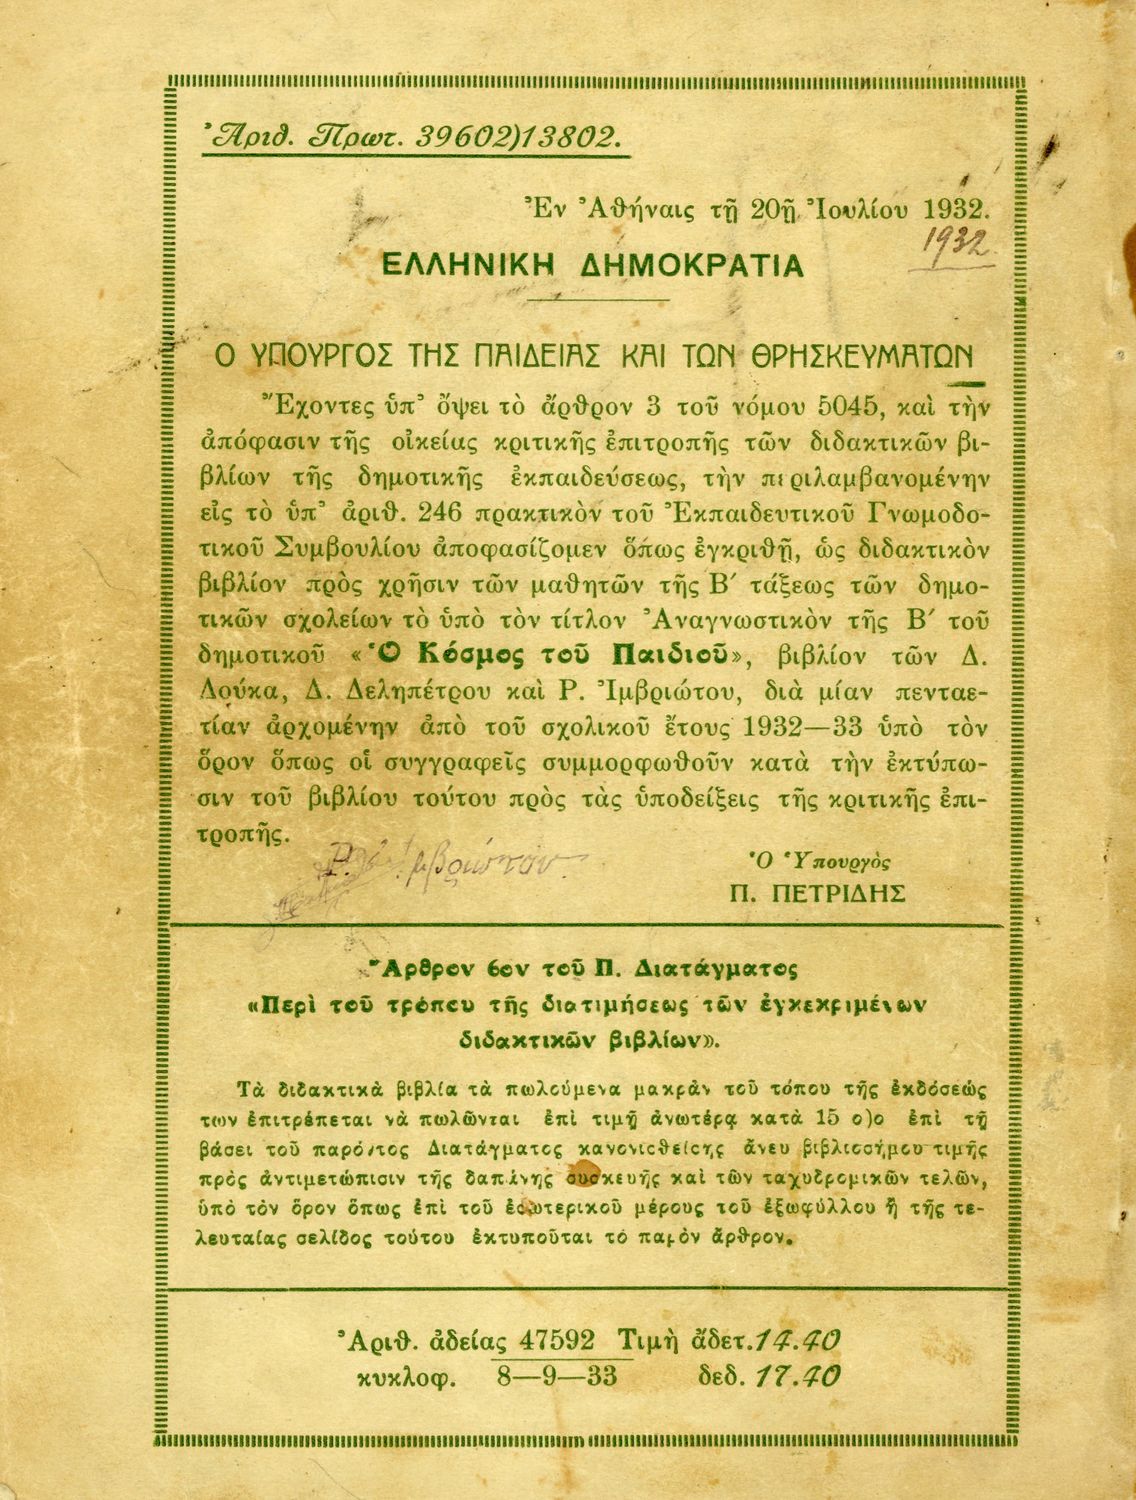 Ἀριθ. Πρωτ. 39602)13802.
Ἐν Ἀθήναις τῇ 20ῇ Ἰουλίου 1932.
1932
ΕΛΛΗΝΙΚΗ ΔΗΜΟΚΡΑΤΙΑ
Ο ΥΠΟΥΡΓΟΣ ΤΗΣ ΠΑΙΔΕΙΑΣ ΚΑΙ ΤΩΝ ΘΡΗΣΚΕΥΜΑΤΩΝ
Ἔχοντες ὑπ' ὄψει τὸ ἄρθρον 3 τοῦ νόμου 5045, καὶ τὴν
ἀπόφασιν τῆς οἰκείας κριτικῆς ἐπιτροπῆς τῶν διδακτικῶν βι-
βλίων τῆς δημοτικῆς ἐκπαιδεύσεως, τὴν περιλαμβανομένην
εἰς τὸ ὑπ' ἀριθ. 246 πρακτικὸν τοῦ Ἐκπαιδευτικοῦ Γνωμοδο-
τικοῦ Συμβουλίου ἀποφασίζομεν ὅπως ἐγκριθῇ, ὡς διδακτικὸν
βιβλίον πρὸς χρῆσιν τῶν μαθητῶν τῆς Β′ τάξεως τῶν δημο-
τικῶν σχολείων τὸ ὑπὸ τὸν τίτλον Ἀναγνωστικὸν τῆς Β′ τοῦ
δημοτικοῦ «Ὁ Κόσμος τοῦ Παιδιοῦ», βιβλίον τῶν Δ.
Δούκα, Δ. Δεληπέτρου καὶ Ρ. Ἰμβριώτου, διὰ μίαν πενταε-
τίαν ἀρχομένην ἀπὸ τοῦ σχολικοῦ ἔτους 1932—33 ὑπὸ τὸν
ὅρον ὅπως οἱ συγγραφεῖς συμμορφωθοῦν κατὰ τὴν ἐκτύπω-
σιν τοῦ βιβλίου τούτου πρὸς τὰς ὑποδείξεις τῆς κριτικῆς ἐπι-
τροπῆς.
Ὁ Ὑπουργὸς
Π. ΠΕΤΡΙΔΗΣ
Ἄρθρον 6ον τοῦ Π. Διατάγματος
«Περὶ τοῦ τρόπου τῆς διατιμήσεως τῶν ἐγκεκριμένων
διδακτικῶν βιβλίων».
Τὰ διδακτικὰ βιβλία τὰ πωλούμενα μακρὰν τοῦ τόπου τῆς ἐκδόσεώς
των ἐπιτρέπεται νὰ πωλῶνται ἐπὶ τιμῇ ἀνωτέρᾳ κατὰ 15 ο)ο ἐπὶ τῇ
βάσει τοῦ παρόντος Διατάγματος κανονισθείσης ἄνευ βιβλιοσήμου τιμῆς
πρὸς ἀντιμετώπισιν τῆς δαπάνης συσκευῆς καὶ τῶν ταχυδρομικῶν τελῶν,
ὑπὸ τὸν ὅρον ὅπως ἐπὶ τοῦ ἐσωτερικοῦ μέρους τοῦ ἐξωφύλλου ἢ τῆς τε-
λευταίας σελίδος τούτου ἐκτυποῦται τὸ παρὸν ἄρθρον.
Ἀριθ. ἀδείας 47592 Τιμὴ ἄδετ. 14.40
κυκλοφ. 8—9—33 δεδ. 17.40